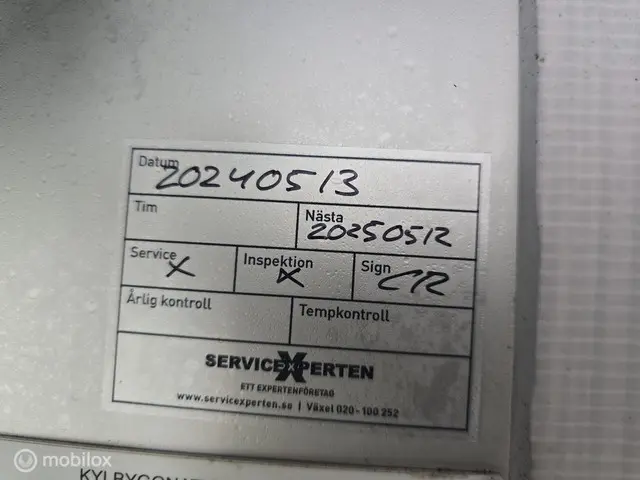 Datum 20240513
Tim
Nästa 20250512
Service X Inspektion X Sign CR
Årlig kontroll Tempkontroll
SERVICEXPERTEN
ETT EXPERTENFÖRETAG
www.servicexperten.se | Växel 020-100 252
mobilox